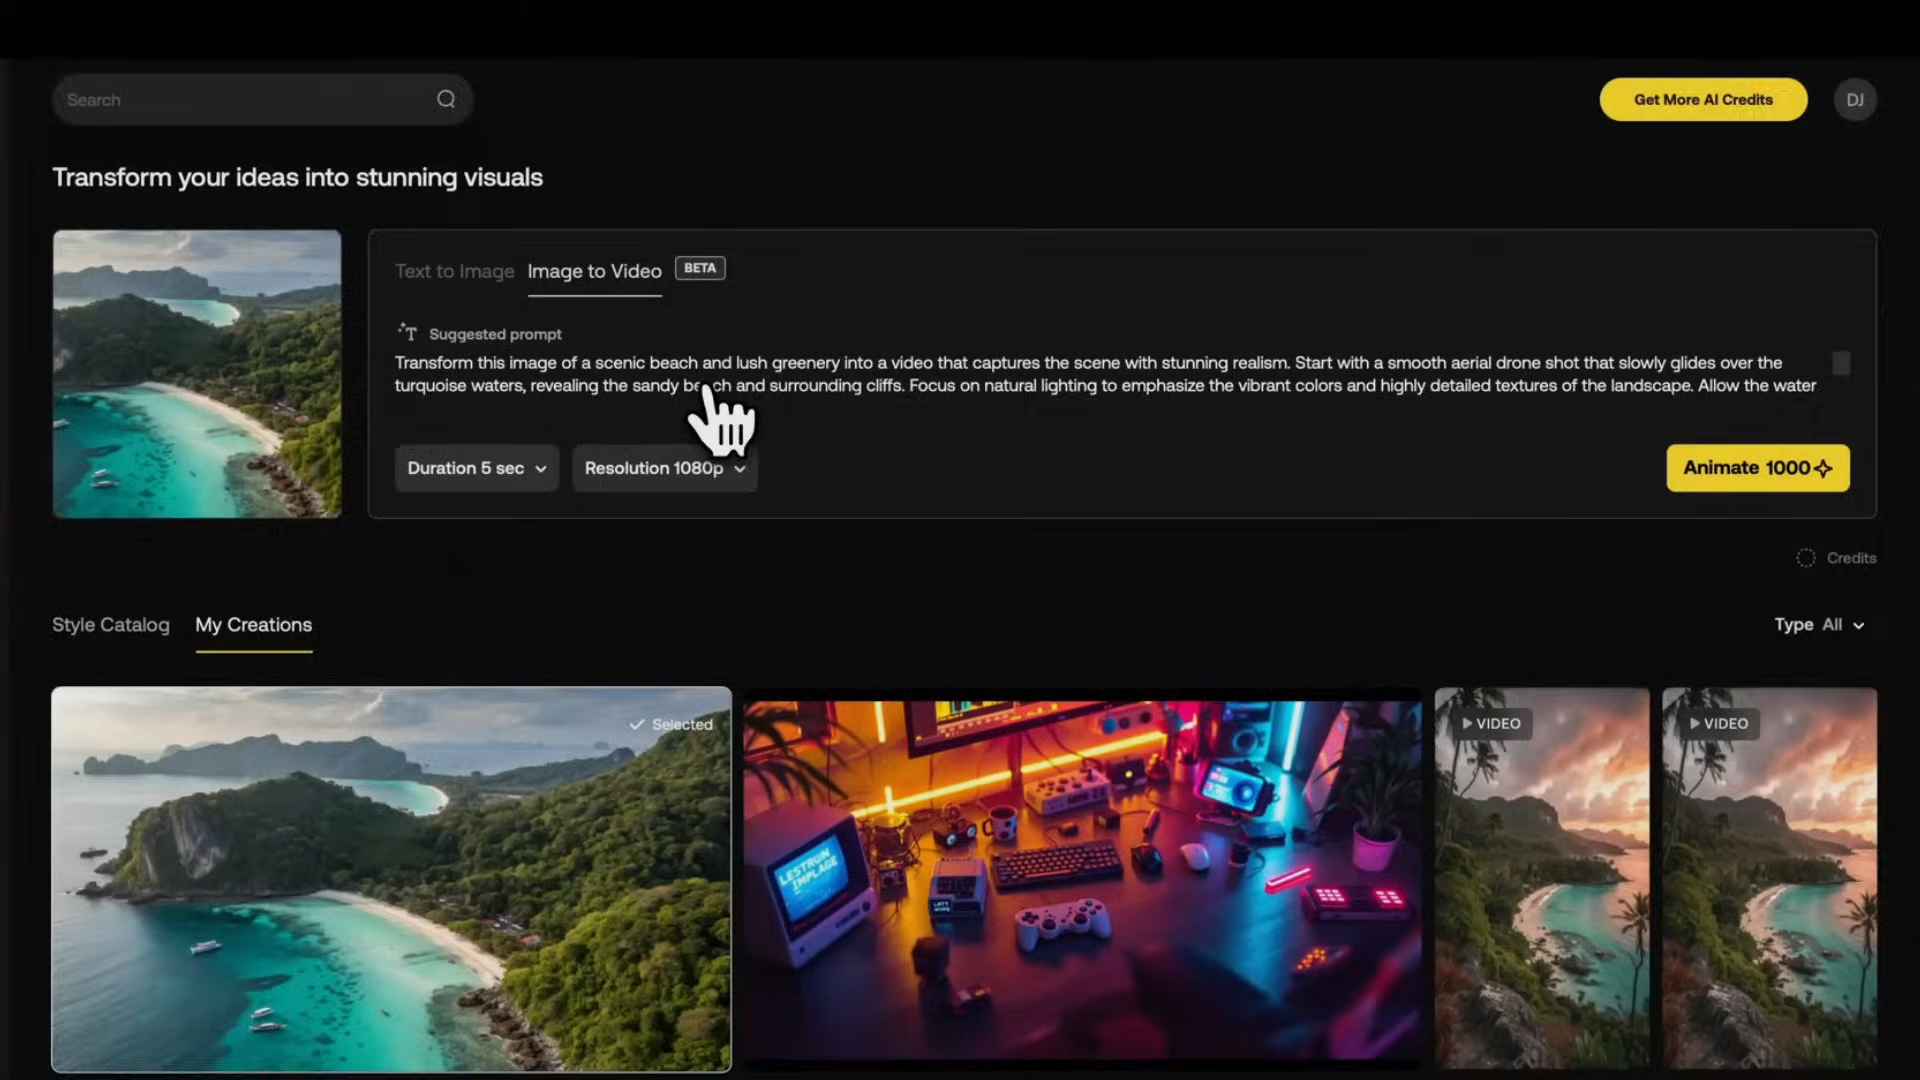 Search
Get More AI Credits
DJ
Transform your ideas into stunning visuals
Text to Image
Image to Video
BETA
Suggested prompt
Transform this image of a scenic beach and lush greenery into a video that captures the scene with stunning realism. Start with a smooth aerial drone shot that slowly glides over the
turquoise waters, revealing the sandy beach and surrounding cliffs. Focus on natural lighting to emphasize the vibrant colors and highly detailed textures of the landscape. Allow the water
Duration 5 sec
Resolution 1080p
Animate 1000
Credits
Style Catalog
My Creations
Type All
Selected
LESTRUIN
IMPLAGE
VIDEO
VIDEO